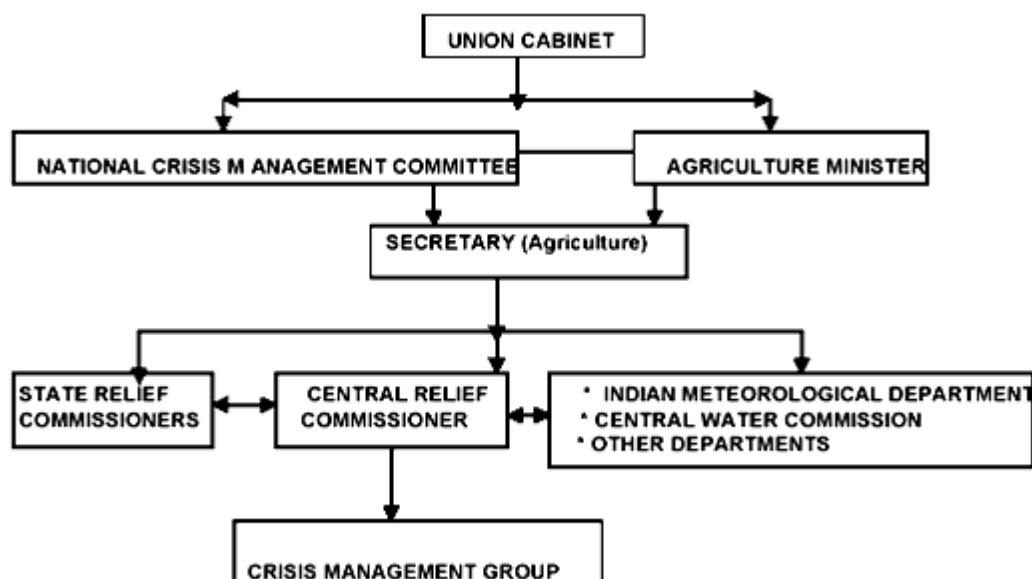 UNION CABINET
NATIONAL CRISIS M ANAGEMENT COMMITTEE
AGRICULTURE MINISTER
SECRETARY (Agriculture)
STATE RELIEF
COMMISSIONERS
CENTRAL RELIEF
COMMISSIONER
* INDIAN METEOROLOGICAL DEPARTMENT
* CENTRAL WATER COMMISSION
* OTHER DEPARTMENTS
CRISIS MANAGEMENT GROUP